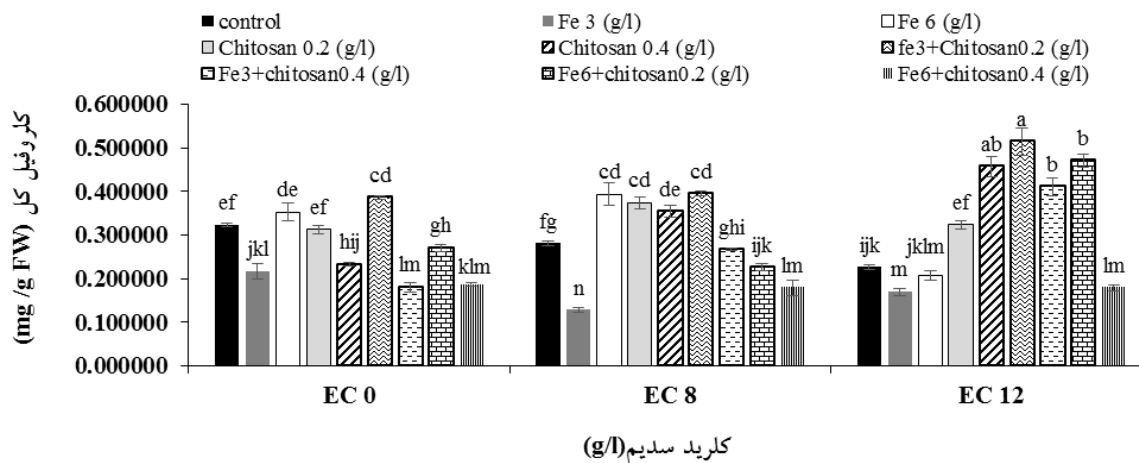 control Fe 3 (g/l) Fe 6 (g/l)
Chitosan 0.2 (g/l) Chitosan 0.4 (g/l) fe3+Chitosan0.2 (g/l)
Fe3+chitosan0.4 (g/l) Fe6+chitosan0.2 (g/l) Fe6+chitosan0.4 (g/l)
کلروفیل کل (mg /g FW)
0.600000
0.500000
0.400000
0.300000
0.200000
0.100000
0.000000
ef jkl de ef hij cd lm gh klm
fg n cd cd de cd ghi ijk lm
ijk m jklm ef ab a b b lm
EC 0 EC 8 EC 12
کلرید سدیم(g/l)